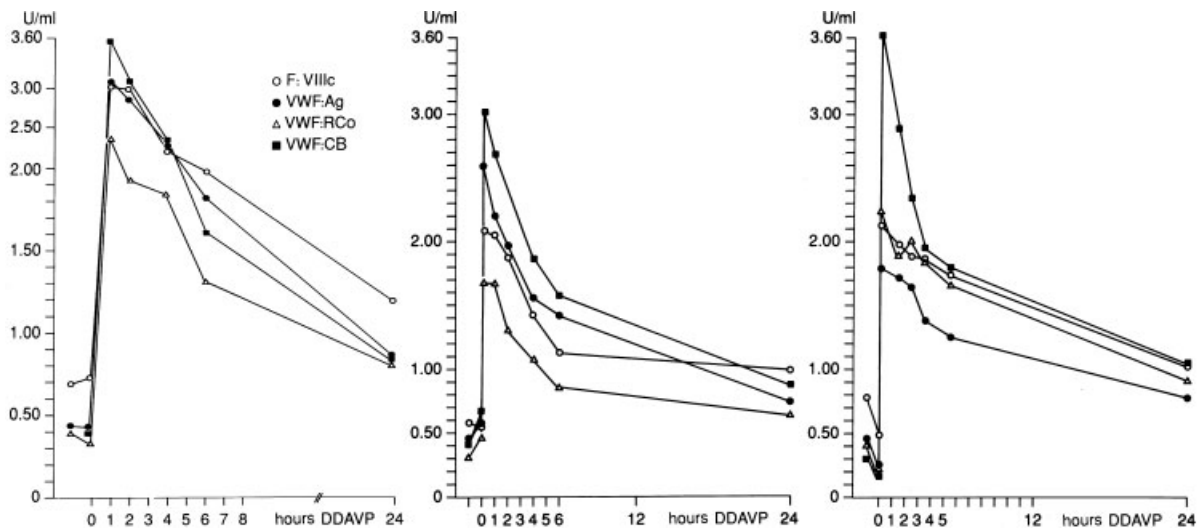 U/ml
3.60
3.00
2.50
2.00
1.50
1.00
0.50
0
F: VIIIc
VWF:Ag
VWF:RCo
VWF:CB
0 1 2 3 4 5 6 7 8 hours DDAVP 24
U/ml
3.60
3.00
2.00
1.00
0.50
0
0 1 2 3 4 5 6 12 hours DDAVP 24
U/ml
3.60
3.00
2.00
1.00
0.50
0
0 1 2 3 4 5 12 hours DDAVP 24